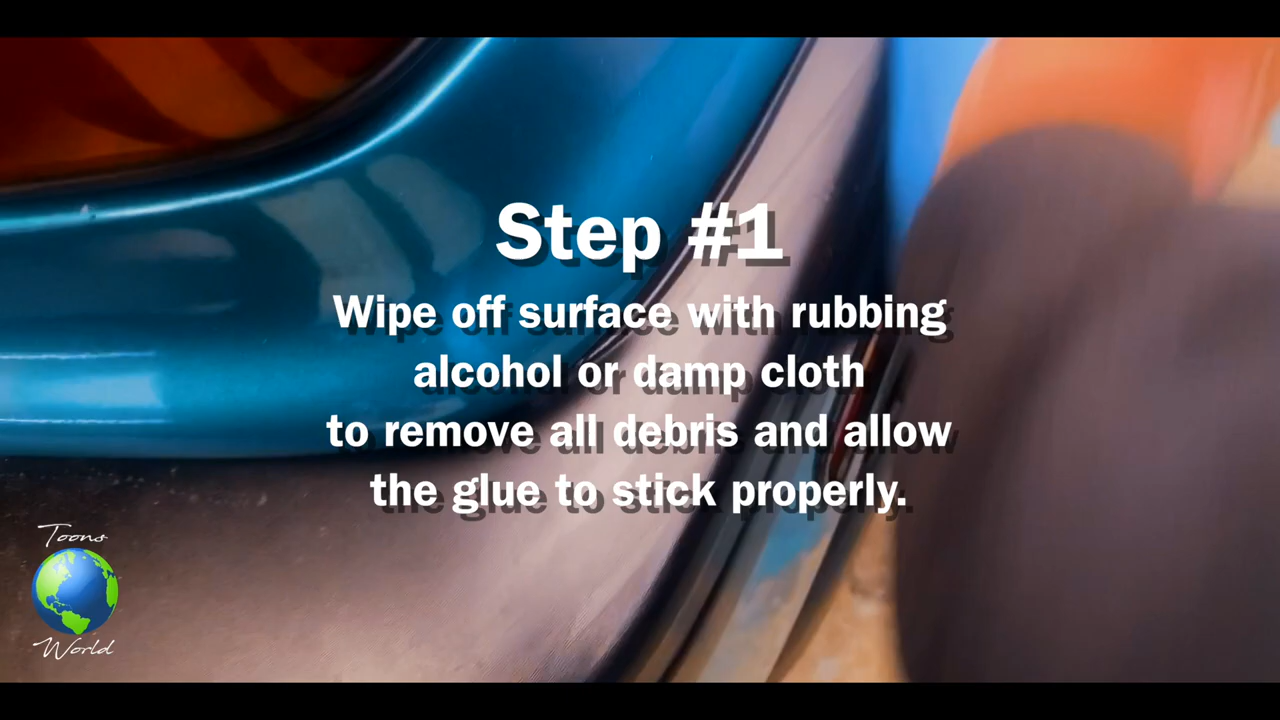 Step #1
Wipe off surface with rubbing
alcohol or damp cloth
to remove all debris and allow
the glue to stick properly.
Toons
World